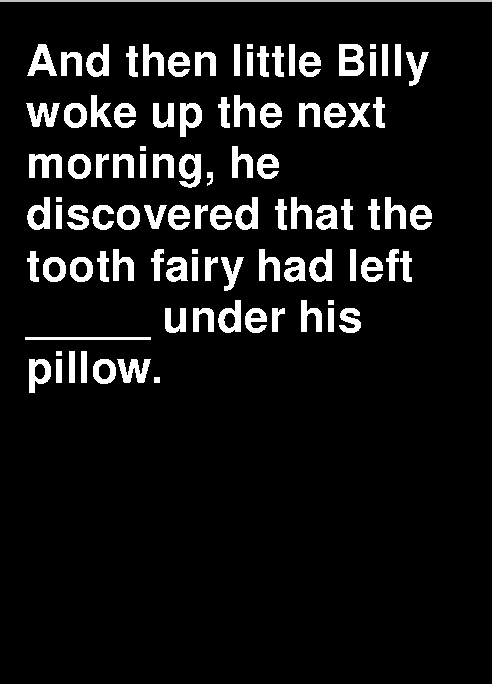 And then little Billy
woke up the next
morning, he
discovered that the
tooth fairy had left
_____ under his
pillow.